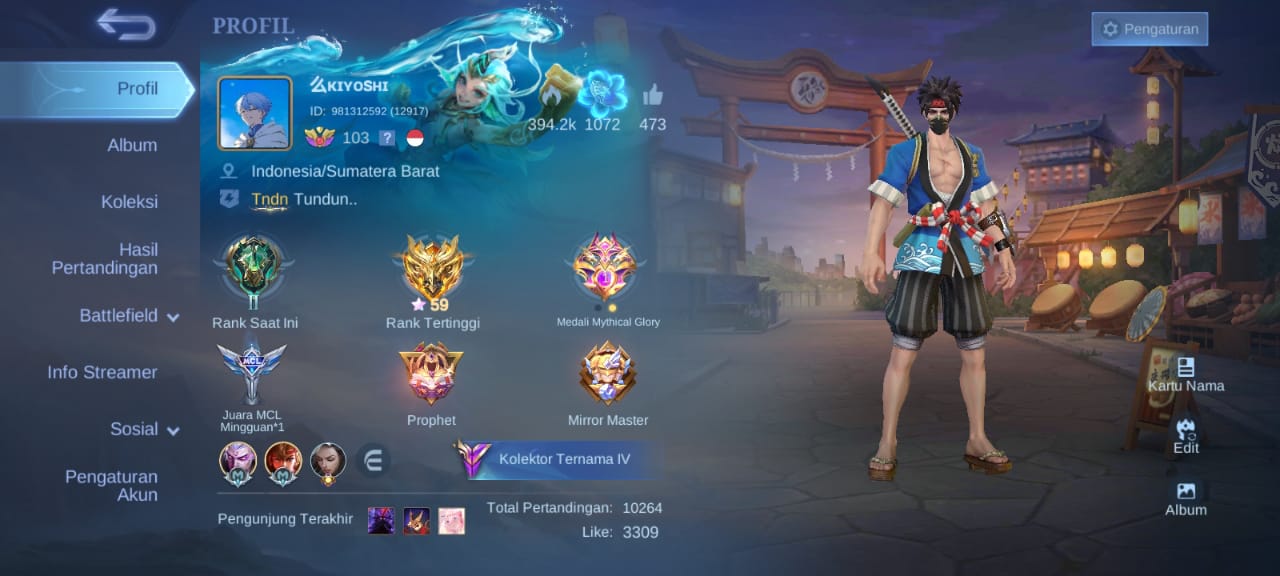 PROFIL
Pengaturan
Profil
KIYOSHI
ID: 981312592 (12917)
103 ?
394.2k 1072 473
Album
Indonesia/Sumatera Barat
Koleksi
Tndn Tundun..
Hasil
Pertandingan
59
Rank Saat Ini
Rank Tertinggi
Medali Mythical Glory
Battlefield
Info Streamer
MCL
Juara MCL
Mingguan*1
Prophet
Mirror Master
Kartu Nama
Sosial
M M
Kolektor Ternama IV
Edit
Pengaturan
Akun
Pengunjung Terakhir
Total Pertandingan: 10264
Like: 3309
Album